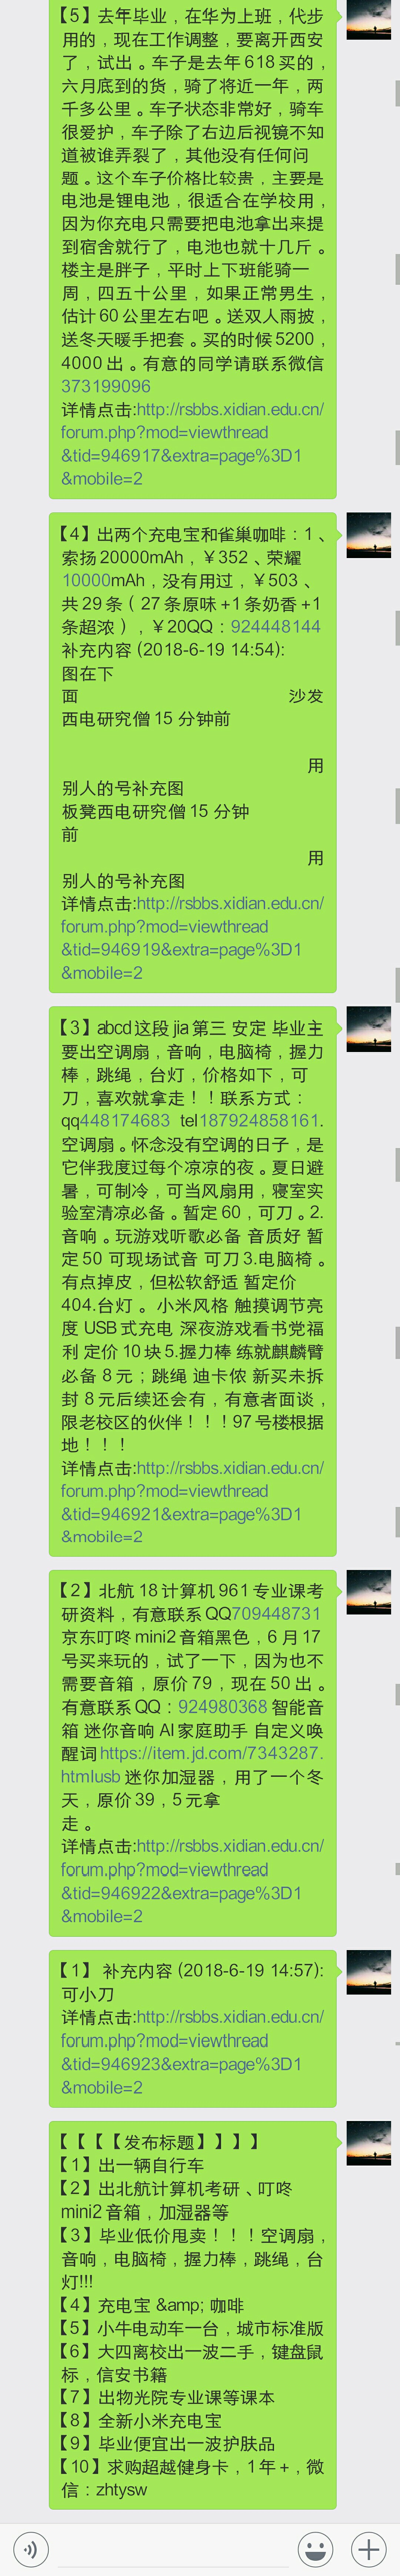 【5】去年毕业，在华为上班，代步
用的，现在工作调整，要离开西安
了，试出。车子是去年618买的，
六月底到的货，骑了将近一年，两
千多公里。车子状态非常好，骑车
很爱护，车子除了右边后视镜不知
道被谁弄裂了，其他没有任何问
题。这个车子价格比较贵，主要是
电池是锂电池，很适合在学校用，
因为你充电只需要把电池拿出来提
到宿舍就行了，电池也就十几斤。
楼主是胖子，平时上下班能骑一
周，四五十公里，如果正常男生，
估计60公里左右吧。送双人雨披，
送冬天暖手把套。买的时候5200，
4000出。有意的同学请联系微信
373199096
详情点击:http://rsbbs.xidian.edu.cn/
forum.php?mod=viewthread
&tid=946917&extra=page%3D1
&mobile=2
【4】出两个充电宝和雀巢咖啡：1、
索扬20000mAh，￥352、荣耀
10000mAh，没有用过，￥503、
共29条（27条原味+1条奶香+1
条超浓），￥20QQ：924448144
补充内容 (2018-6-19 14:54):
图在下
面 沙发
西电研究僧15 分钟前
用
别人的号补充图
板凳西电研究僧15 分钟
前
用
别人的号补充图
详情点击:http://rsbbs.xidian.edu.cn/
forum.php?mod=viewthread
&tid=946919&extra=page%3D1
&mobile=2
【3】abcd这段jia第三 安定 毕业主
要出空调扇，音响，电脑椅，握力
棒，跳绳，台灯，价格如下，可
刀，喜欢就拿走！！联系方式：
qq448174683 tel187924858161.
空调扇。怀念没有空调的日子，是
它伴我度过每个凉凉的夜。夏日避
暑，可制冷，可当风扇用，寝室实
验室清凉必备。暂定60，可刀。2.
音响。玩游戏听歌必备 音质好 暂
定50 可现场试音 可刀3.电脑椅。
有点掉皮，但松软舒适 暂定价
404.台灯。小米风格 触摸调节亮
度 USB式充电 深夜游戏看书党福
利 定价10块5.握力棒 练就麒麟臂
必备 8元；跳绳 迪卡侬 新买未拆
封 8元后续还会有，有意者面谈，
限老校区的伙伴！！！97号楼根据
地！！！
详情点击:http://rsbbs.xidian.edu.cn/
forum.php?mod=viewthread
&tid=946921&extra=page%3D1
&mobile=2
【2】北航18计算机961专业课考
研资料，有意联系QQ709448731
京东叮咚mini2音箱黑色，6月17
号买来玩的，试了一下，因为也不
需要音箱，原价79，现在50出。
有意联系QQ：924980368 智能音
箱 迷你音响 AI家庭助手 自定义唤
醒词https://item.jd.com/7343287.
htmlusb 迷你加湿器，用了一个冬
天，原价39，5元拿
走。
详情点击:http://rsbbs.xidian.edu.cn/
forum.php?mod=viewthread
&tid=946922&extra=page%3D1
&mobile=2
【1】 补充内容 (2018-6-19 14:57):
可小刀
详情点击:http://rsbbs.xidian.edu.cn/
forum.php?mod=viewthread
&tid=946923&extra=page%3D1
&mobile=2
【【【【发布标题】】】】
【1】出一辆自行车
【2】出北航计算机考研、叮咚
mini2音箱，加湿器等
【3】毕业低价甩卖！！！空调扇，
音响，电脑椅，握力棒，跳绳，台
灯!!!
【4】充电宝 &amp; 咖啡
【5】小牛电动车一台，城市标准版
【6】大四离校出一波二手，键盘鼠
标，信安书籍
【7】出物光院专业课等课本
【8】全新小米充电宝
【9】毕业便宜出一波护肤品
【10】求购超越健身卡，1年+，微
信：zhtysw